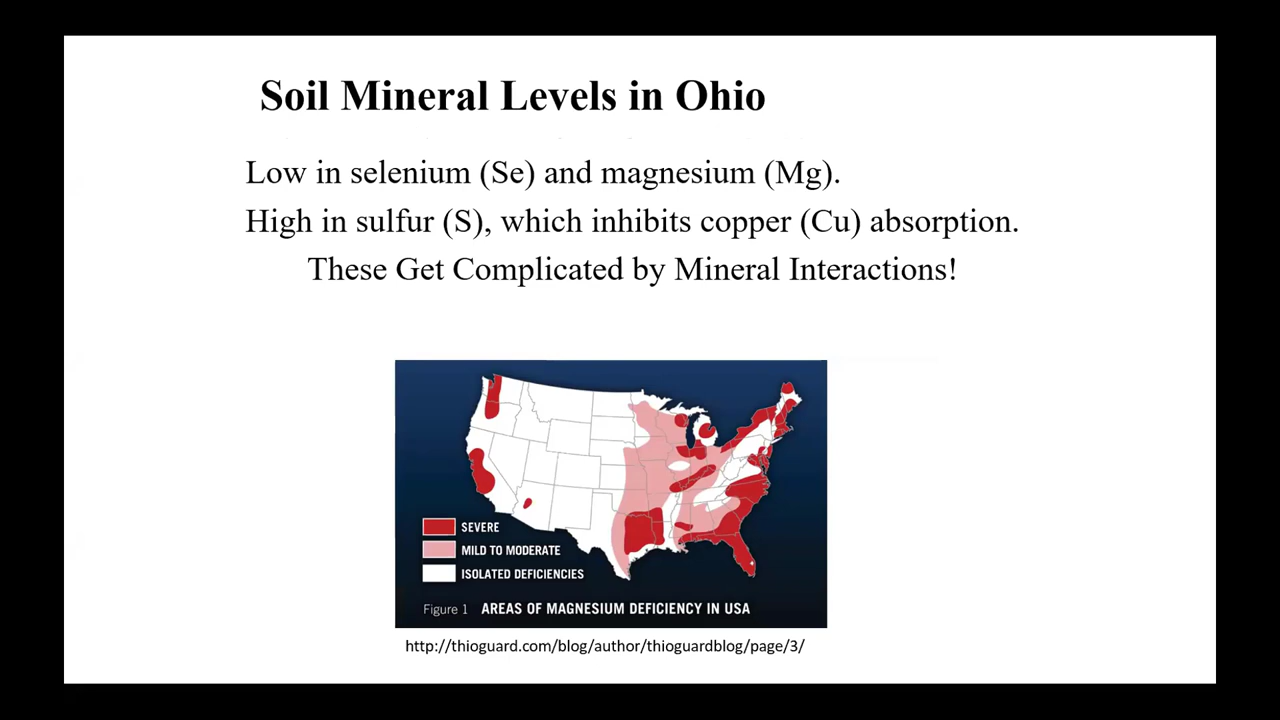 Soil Mineral Levels in Ohio
Low in selenium (Se) and magnesium (Mg).
High in sulfur (S), which inhibits copper (Cu) absorption.
These Get Complicated by Mineral Interactions!
SEVERE
MILD TO MODERATE
ISOLATED DEFICIENCIES
Figure 1 AREAS OF MAGNESIUM DEFICIENCY IN USA
http://thioguard.com/blog/author/thioguardblog/page/3/